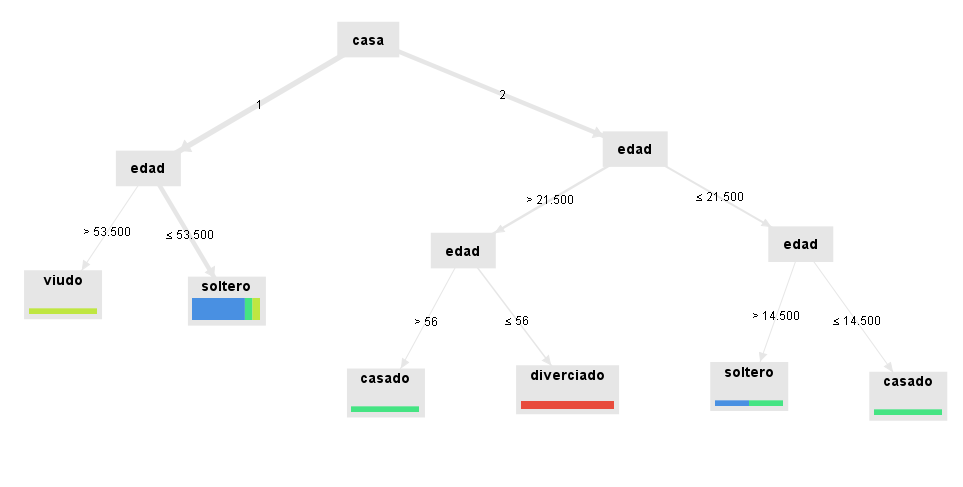 casa
1
2
edad
edad
> 53.500
≤ 53.500
> 21.500
≤ 21.500
viudo
soltero
edad
edad
> 56
≤ 56
> 14.500
≤ 14.500
casado
diverciado
soltero
casado